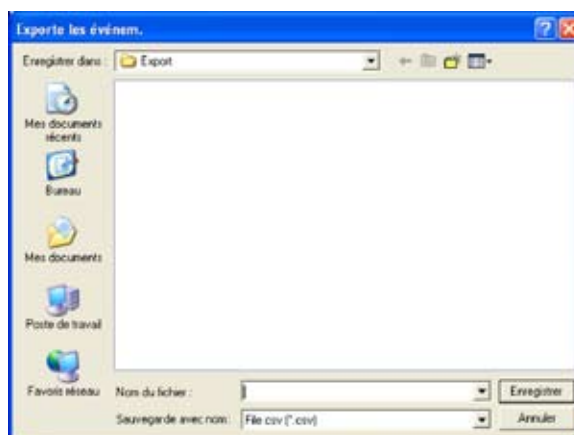 Exporte les événem.
Enregistrer dans :
Export
Mes documents
récents
Bureau
Mes documents
Poste de travail
Favoris réseau
Nom du fichier :
Enregistrer
Sauvegarde avec nom:
File csv (*.csv)
Annuler